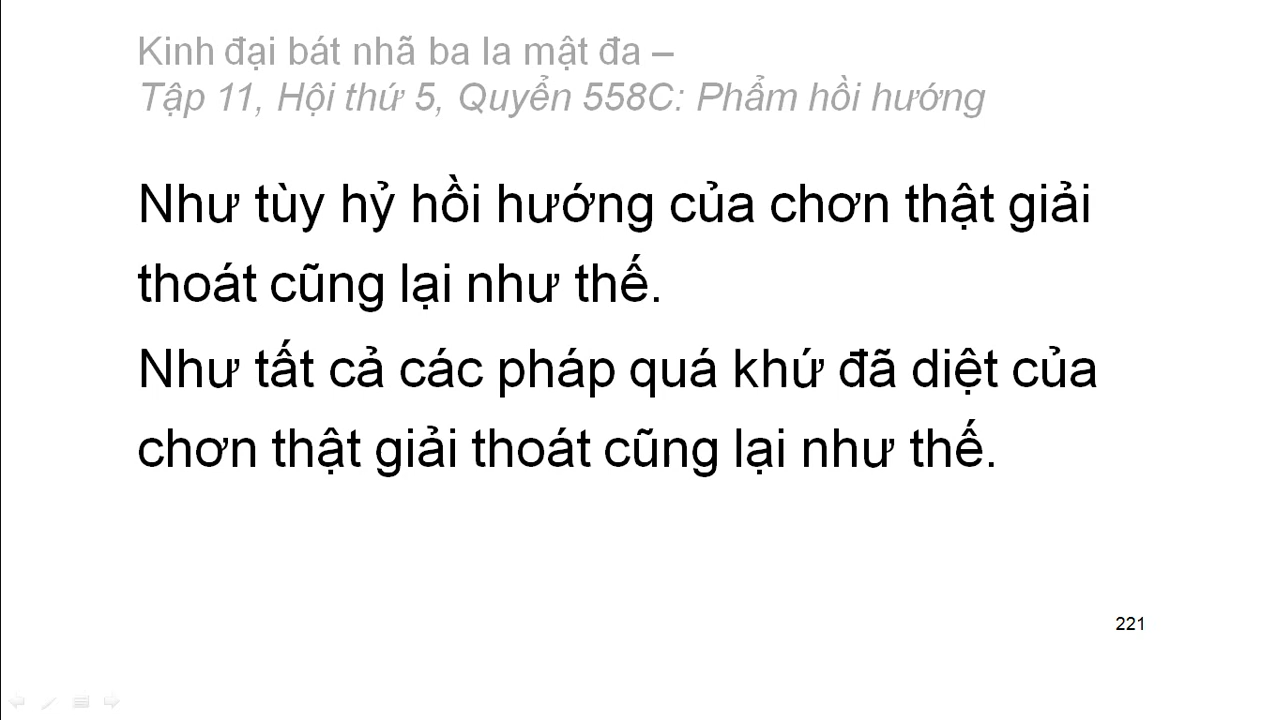 Kinh đại bát nhã ba la mật đa –
Tập 11, Hội thứ 5, Quyển 558C: Phẩm hồi hướng
Như tùy hỷ hồi hướng của chơn thật giải
thoát cũng lại như thế.
Như tất cả các pháp quá khứ đã diệt của
chơn thật giải thoát cũng lại như thế.
221